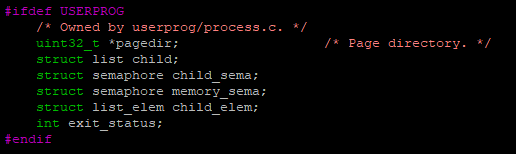 #ifdef USERPROG
    /* Owned by userprog/process.c. */
    uint32_t *pagedir;                  /* Page directory. */
    struct list child;
    struct semaphore child_sema;
    struct semaphore memory_sema;
    struct list_elem child_elem;
    int exit_status;
#endif